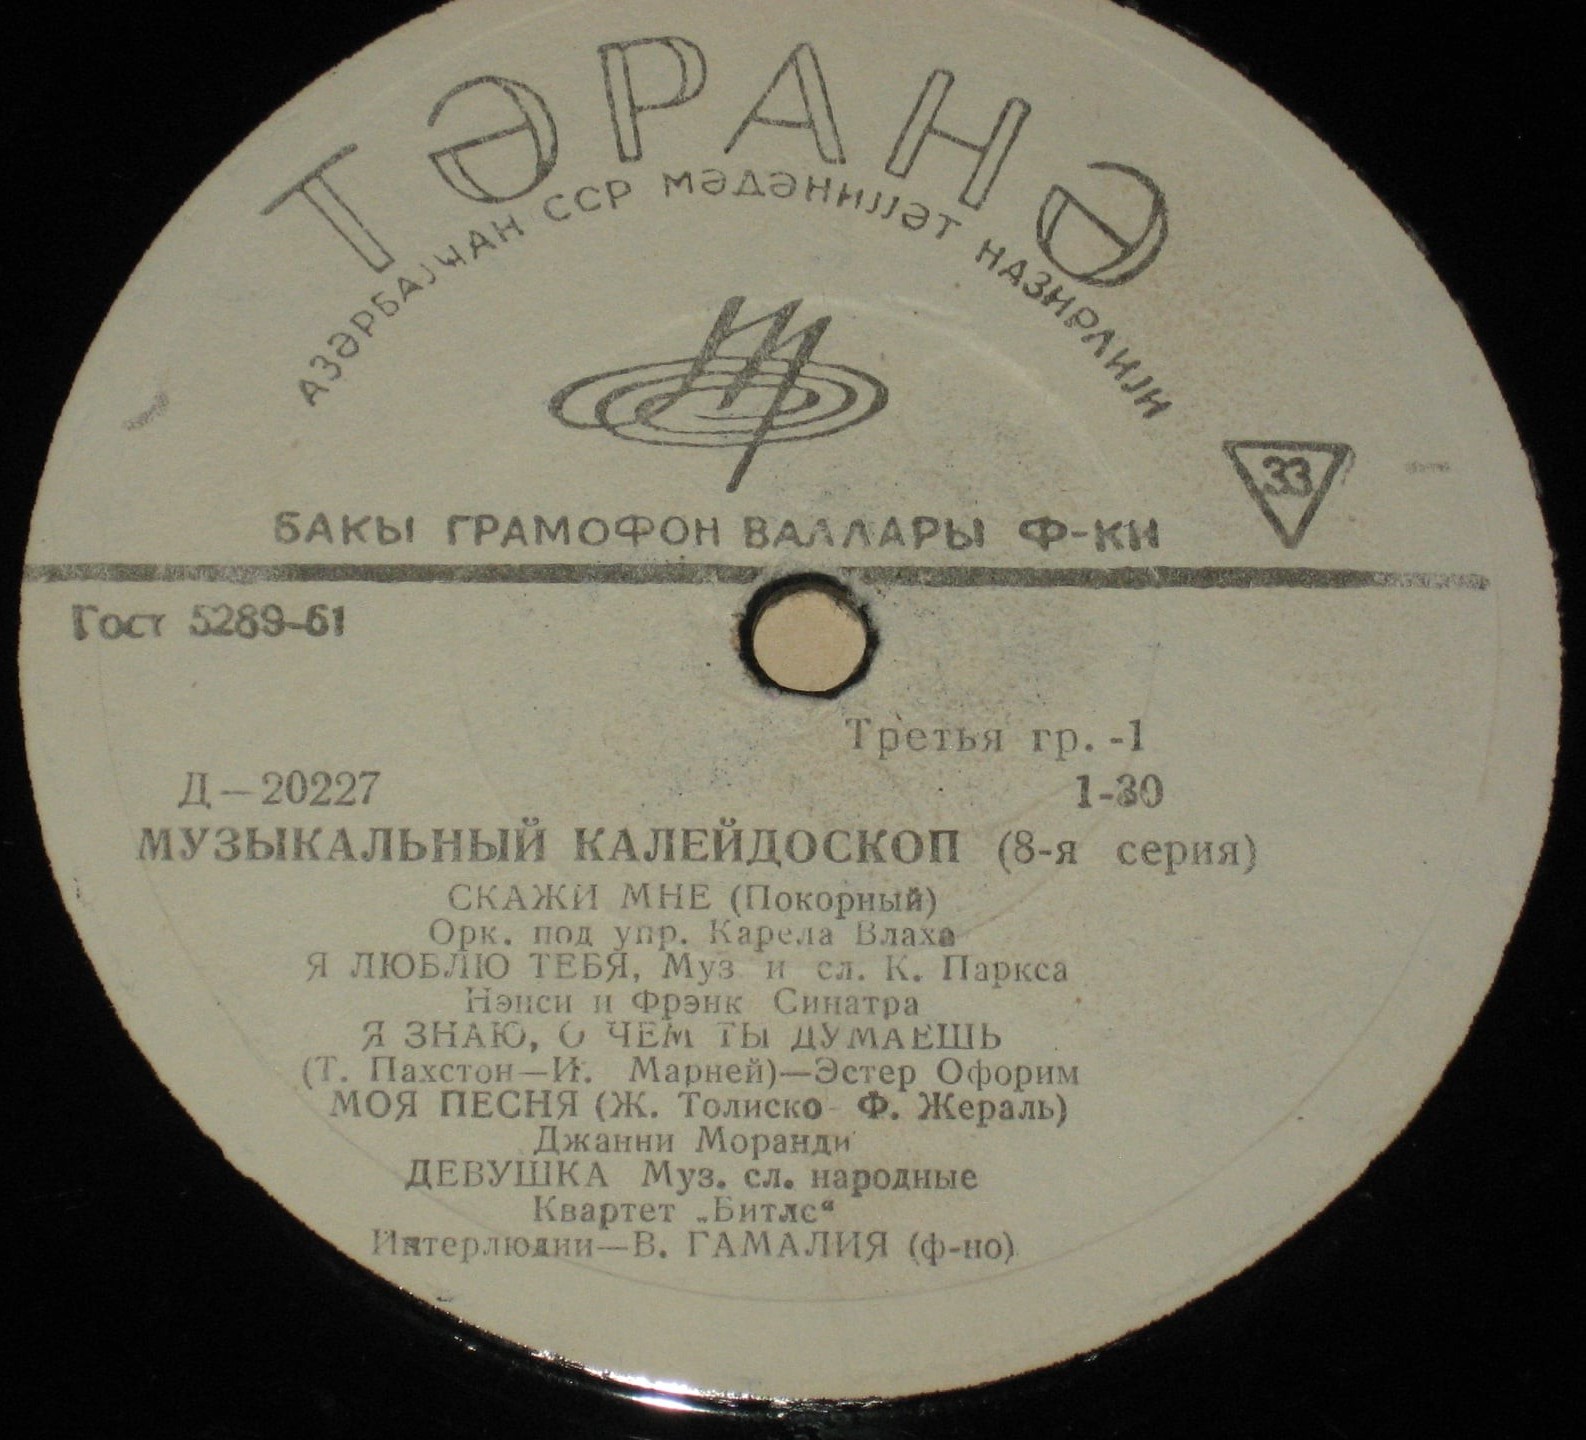 ТӘРАНӘ
АЗӘРБАЈҸАН ССР МӘДӘНИЈЈӘТ НАЗИРЛИЈИ
БАКЫ ГРАМОФОН ВАЛЛАРЫ Ф-КИ
33
Гост 5289-61
Третья гр. -1
Д-20227
1-30
МУЗЫКАЛЬНЫЙ КАЛЕЙДОСКОП (8-я серия)
СКАЖИ МНЕ (Покорный)
Орк. под упр. Карела Влаха
Я ЛЮБЛЮ ТЕБЯ, Муз и сл. К. Паркса
Нэнси и Фрэнк Синатра
Я ЗНАЮ, О ЧЕМ ТЫ ДУМАЕШЬ
(Т. Пахстон—И. Марней)—Эстер Офорим
МОЯ ПЕСНЯ (Ж. Толиско- Ф. Жераль)
Джанни Моранди
ДЕВУШКА Муз. сл. народные
Квартет „Битлс“
Интерлюдии—В. ГАМАЛИЯ (ф-но)